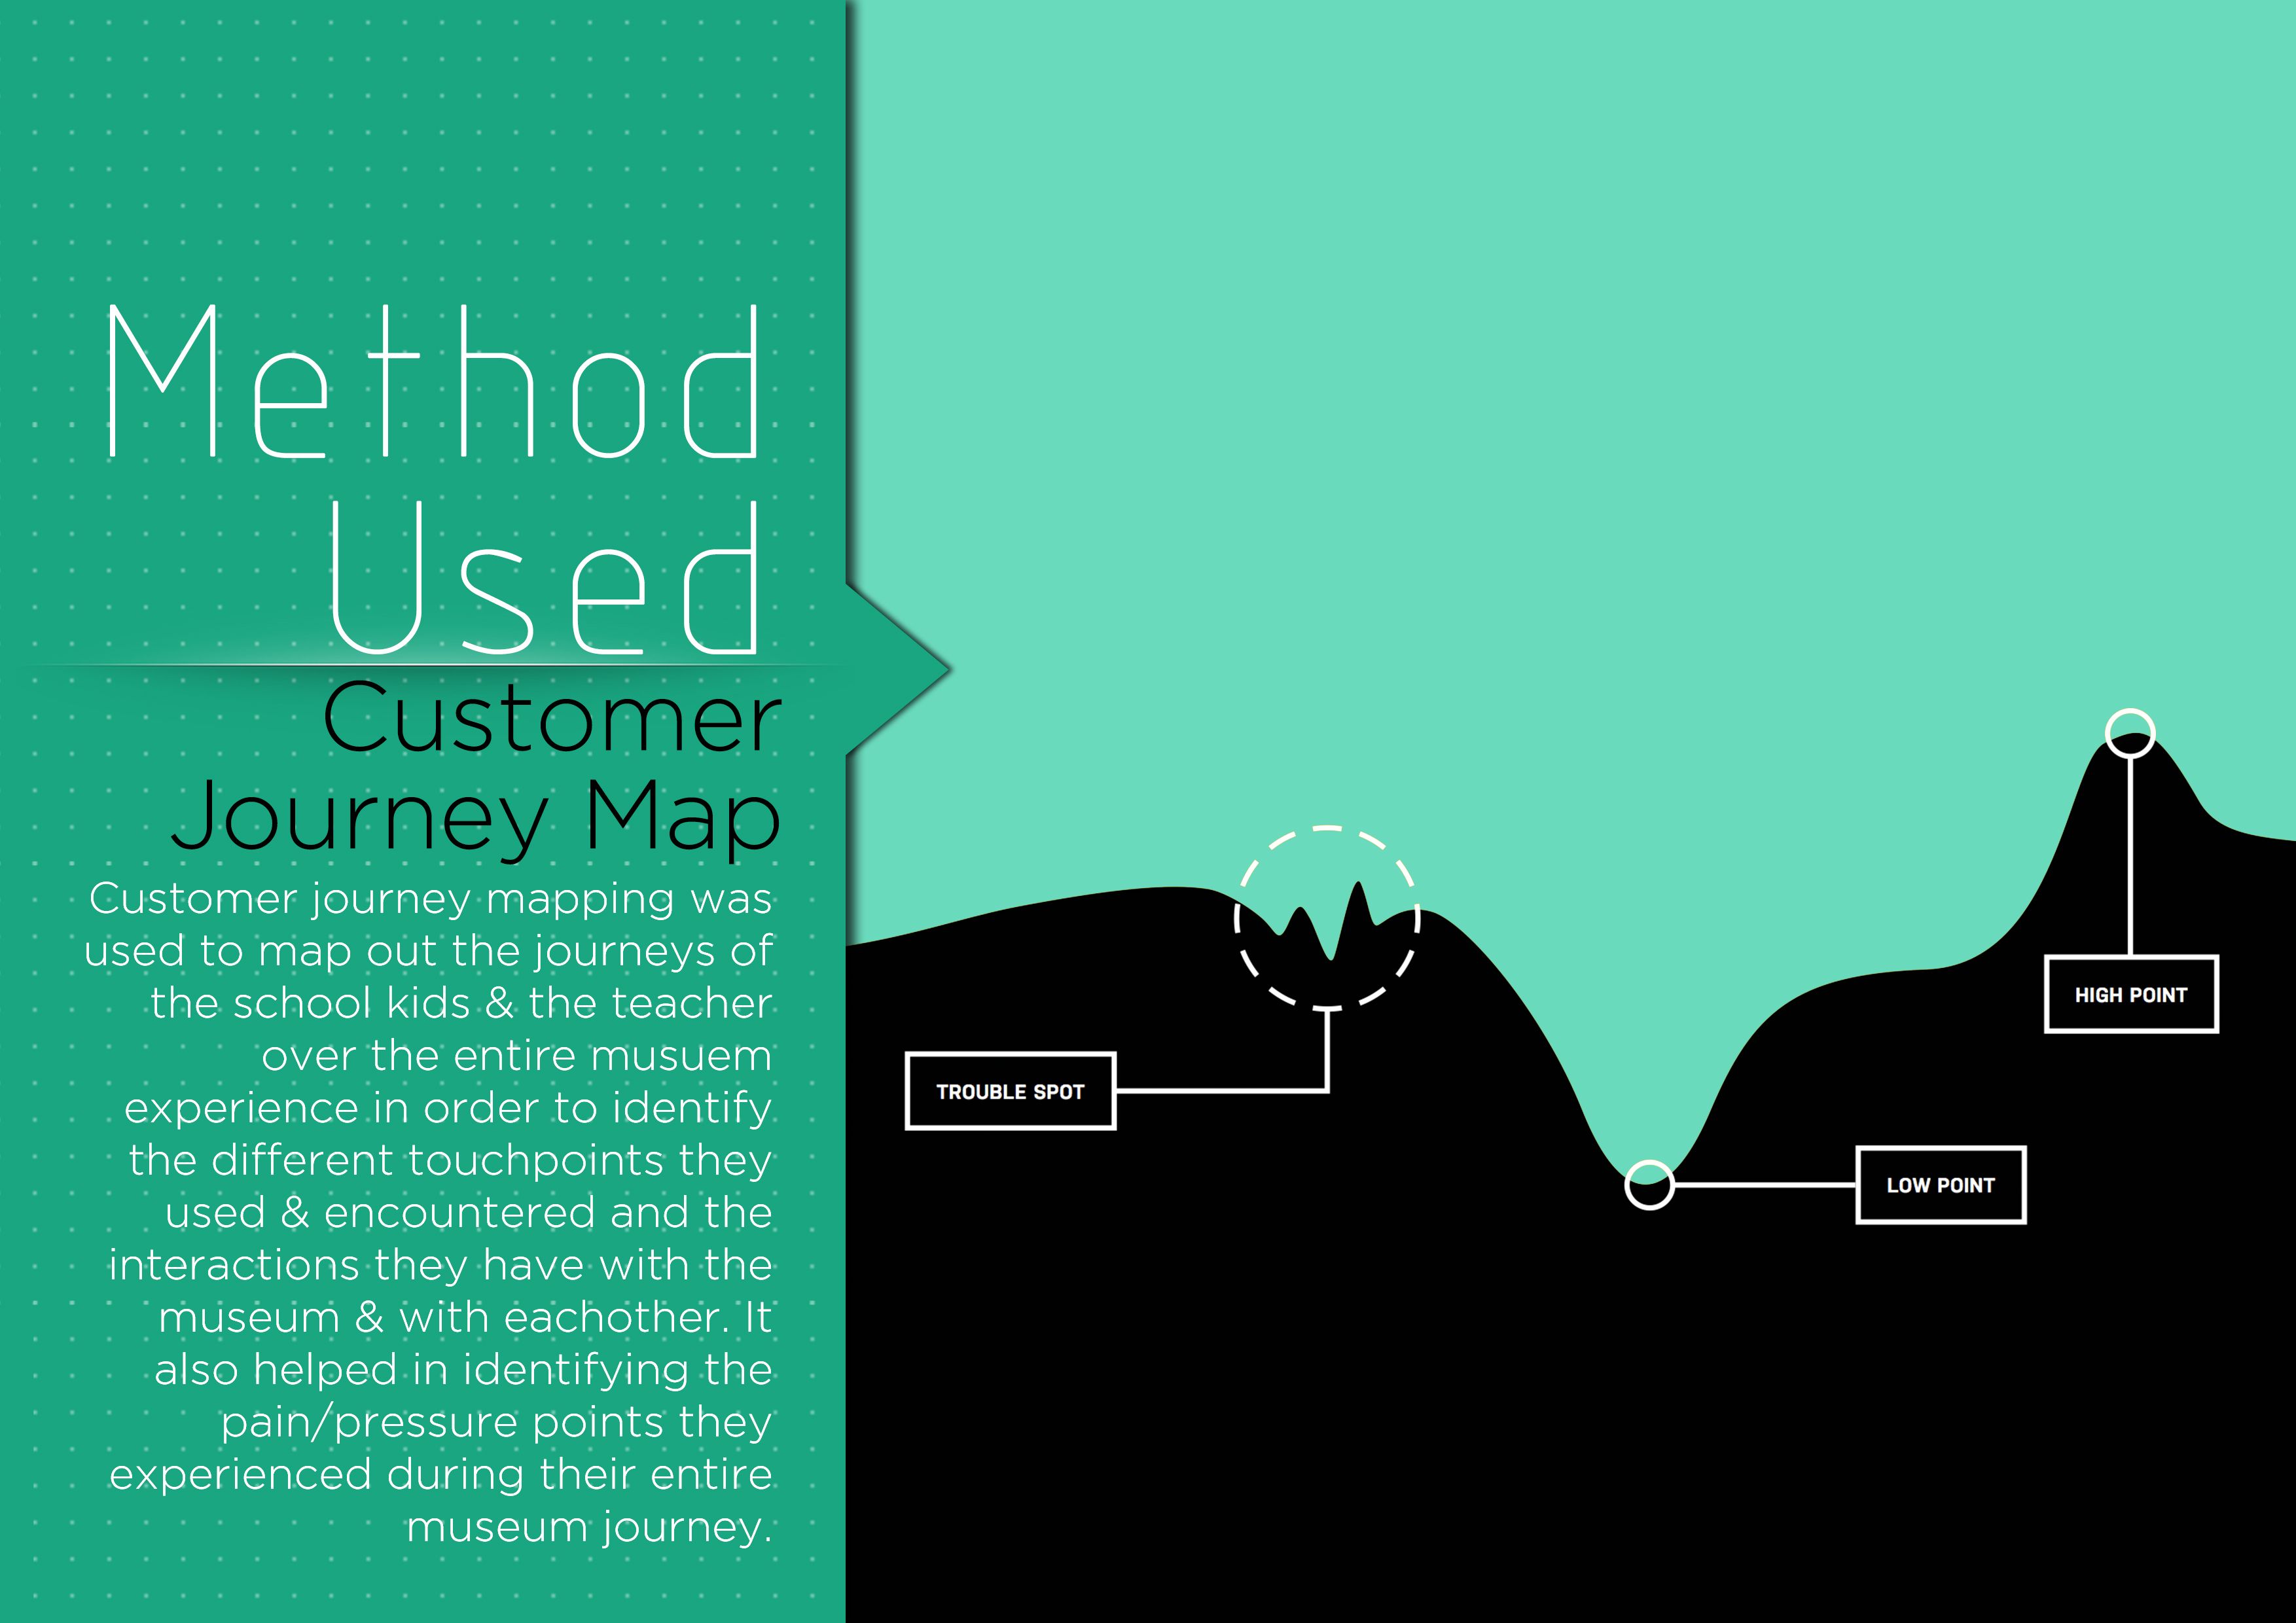 Method
Used
Customer
Journey Map
Customer journey mapping was
used to map out the journeys of
the school kids & the teacher
over the entire musuem
experience in order to identify
the different touchpoints they
used & encountered and the
interactions they have with the
museum & with eachother. It
also helped in identifying the
pain/pressure points they
experienced during their entire
museum journey.
TROUBLE SPOT
LOW POINT
HIGH POINT